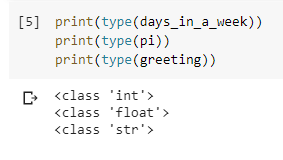 [5] print(type(days_in_a_week))
print(type(pi))
print(type(greeting))
<class 'int'>
<class 'float'>
<class 'str'>